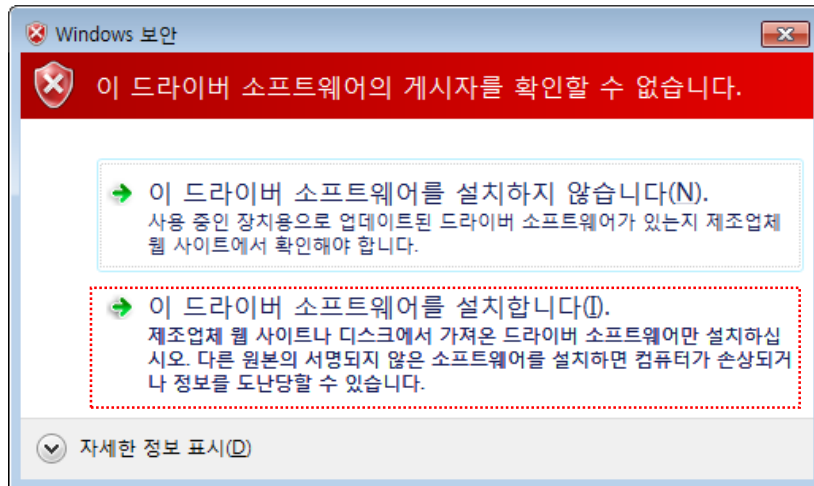 Windows 보안
이 드라이버 소프트웨어의 게시자를 확인할 수 없습니다.
이 드라이버 소프트웨어를 설치하지 않습니다(N).
사용 중인 장치용으로 업데이트된 드라이버 소프트웨어가 있는지 제조업체
웹 사이트에서 확인해야 합니다.
이 드라이버 소프트웨어를 설치합니다(I).
제조업체 웹 사이트나 디스크에서 가져온 드라이버 소프트웨어만 설치하십
시오. 다른 원본의 서명되지 않은 소프트웨어를 설치하면 컴퓨터가 손상되거
나 정보를 도난당할 수 있습니다.
자세한 정보 표시(D)